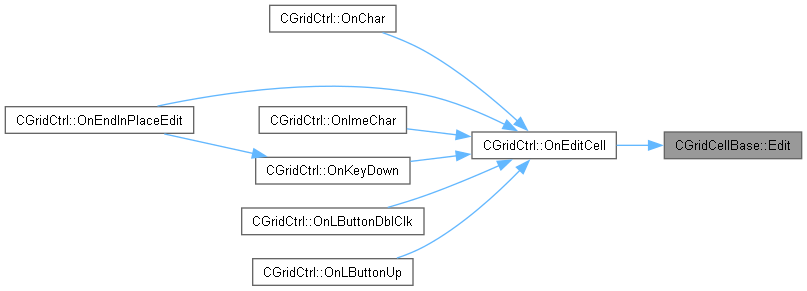 CGridCtrl::OnChar
CGridCtrl::OnEndInPlaceEdit
CGridCtrl::OnImeChar
CGridCtrl::OnEditCell
CGridCellBase::Edit
CGridCtrl::OnKeyDown
CGridCtrl::OnLButtonDblClk
CGridCtrl::OnLButtonUp